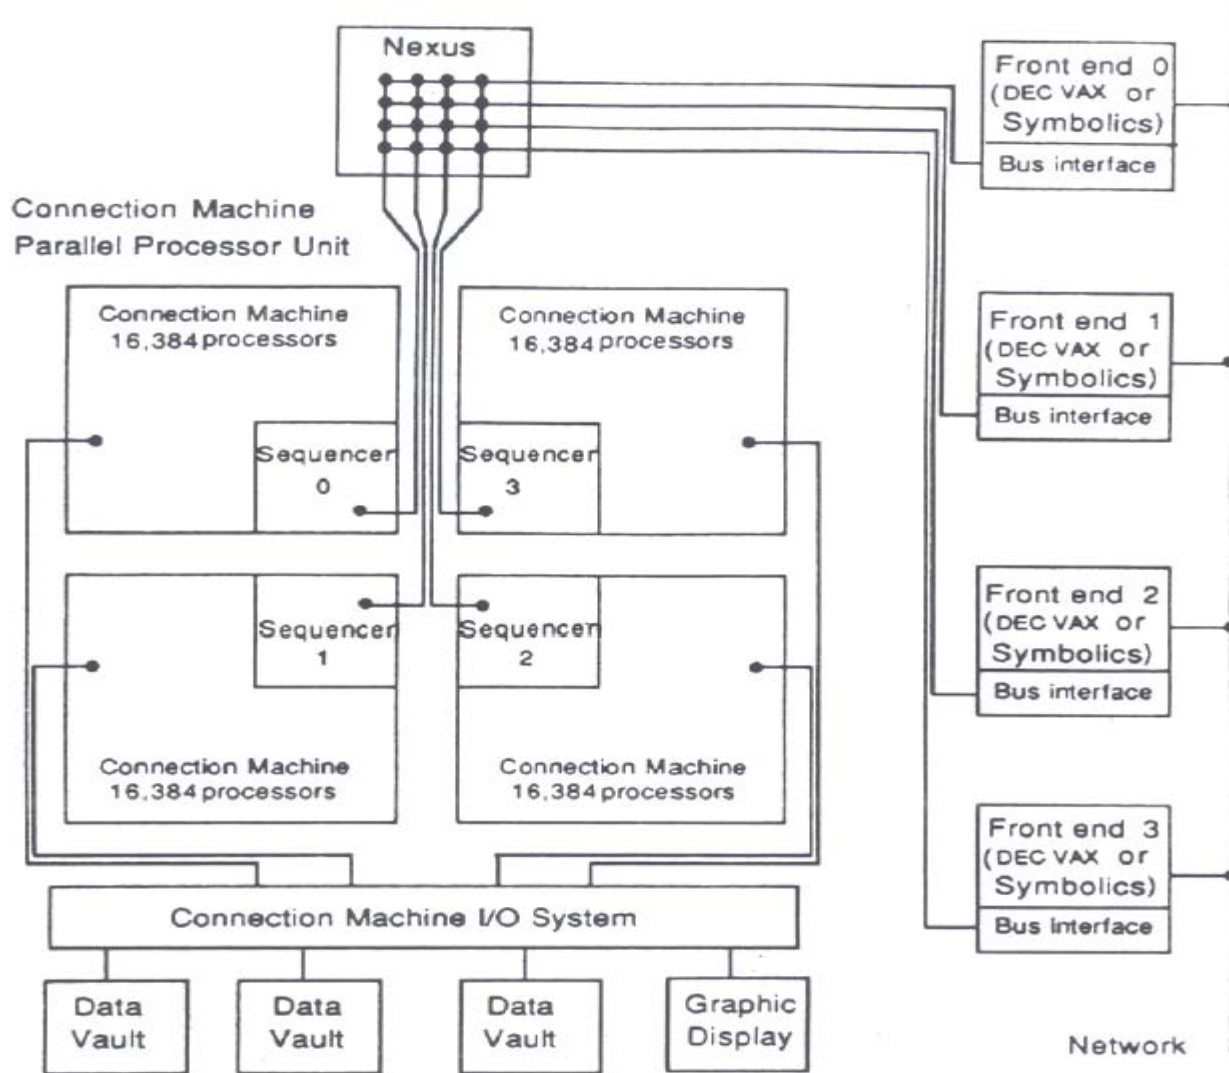 Nexus
Front end 0
(DEC VAX or
Symbolics)
Bus interface
Connection Machine
Parallel Processor Unit
Connection Machine
16,384 processors
Connection Machine
16,384 processors
Front end 1
(DEC VAX or
Symbolics)
Bus interface
Sequencer
0
Sequencer
3
Sequencer
1
Sequencer
2
Front end 2
(DEC VAX or
Symbolics)
Bus interface
Connection Machine
16,384 processors
Connection Machine
16,384 processors
Front end 3
(DEC VAX or
Symbolics)
Bus interface
Connection Machine I/O System
Data
Vault
Data
Vault
Data
Vault
Graphic
Display
Network